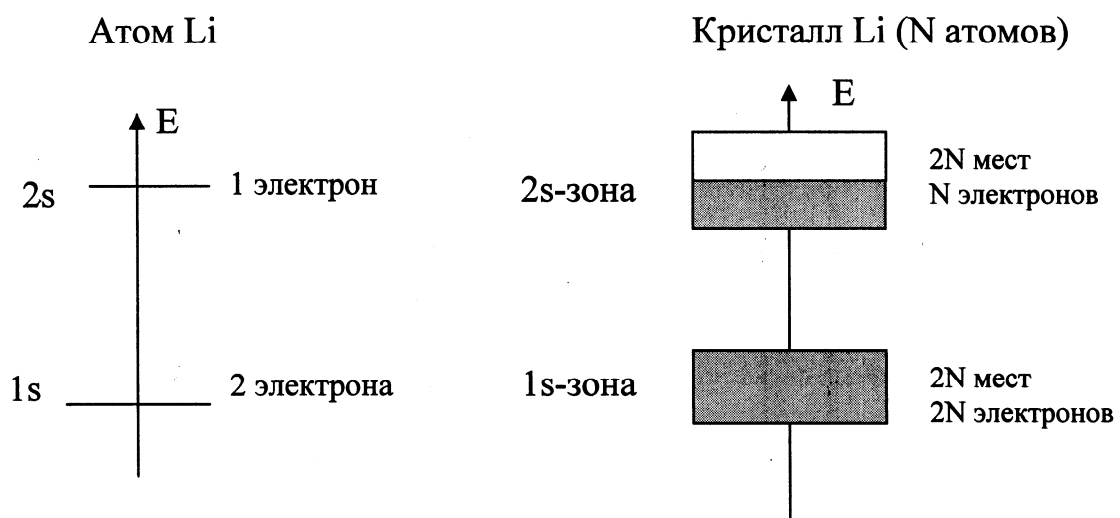 Атом Li
E
2s
1 электрон
1s
2 электрона
Кристалл Li (N атомов)
E
2s-зона
2N мест
N электронов
1s-зона
2N мест
2N электронов